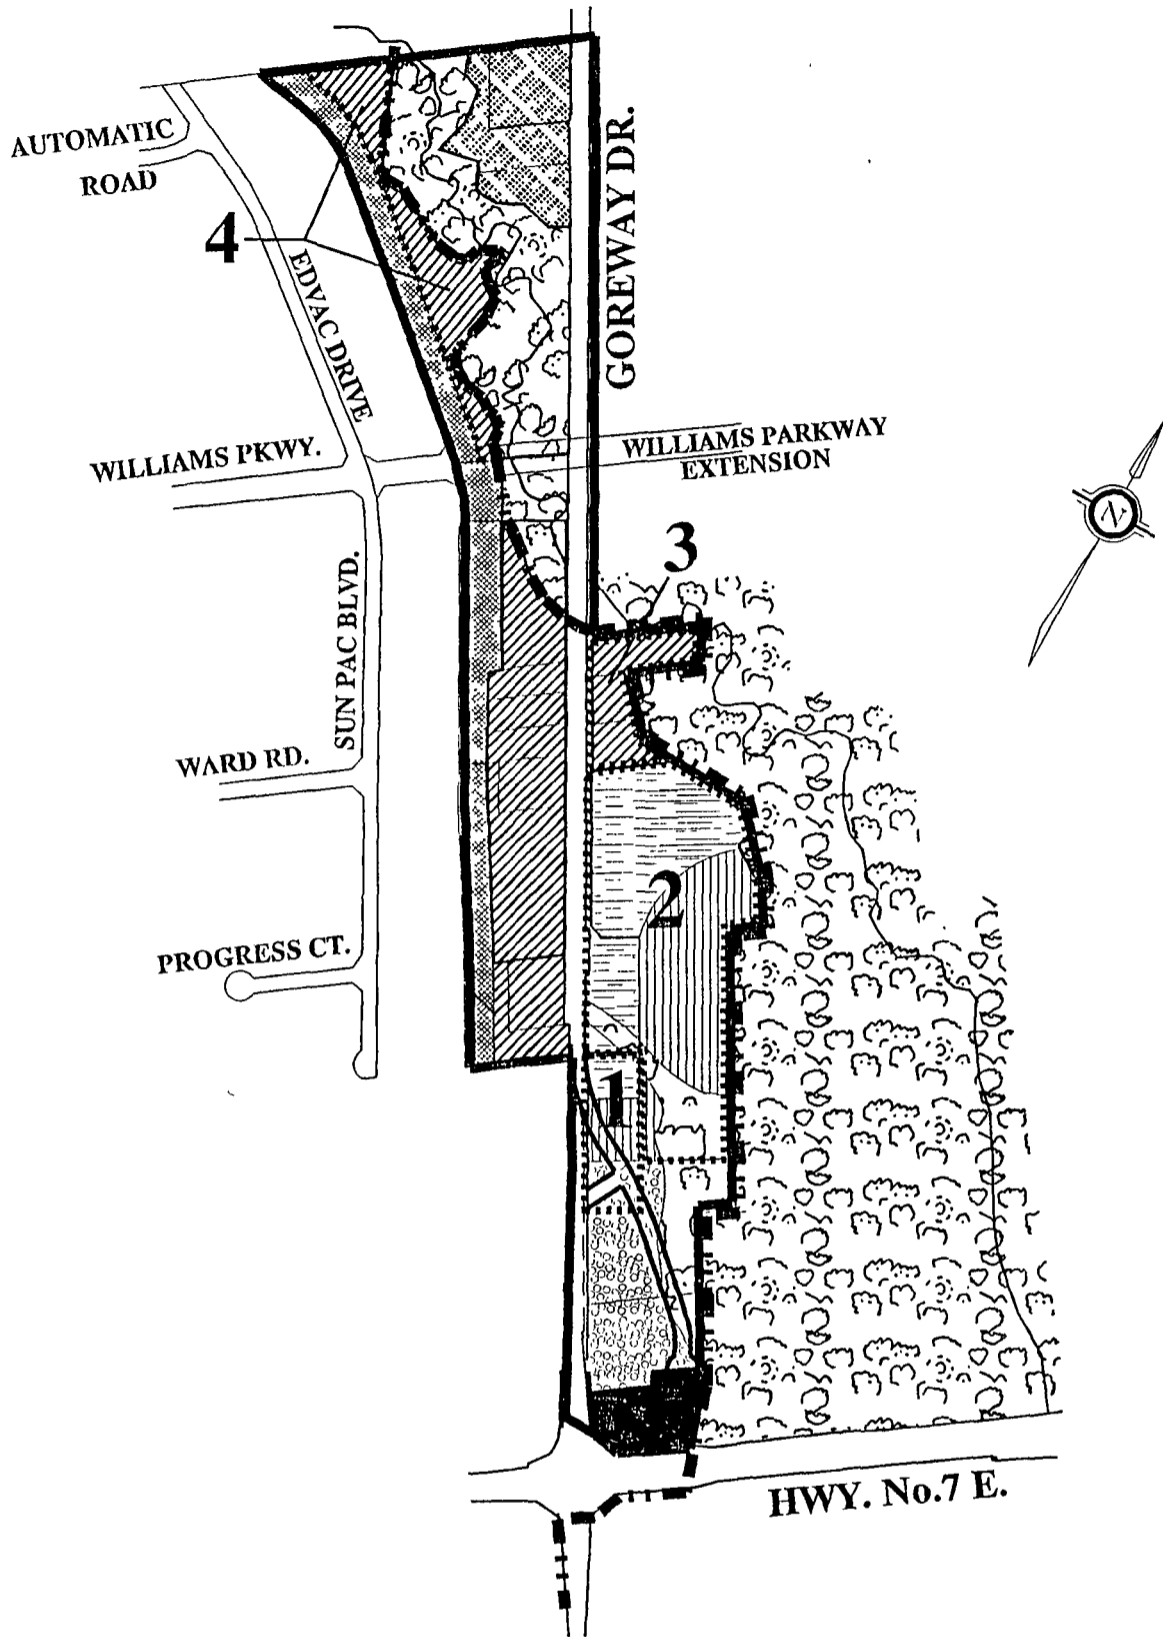 GOREWAY DR.
AUTOMATIC
ROAD
4
EDVAC DRIVE
WILLIAMS PKWY.
WILLIAMS PARKWAY
EXTENSION
N
3
SUN PAC BLVD.
WARD RD.
2
PROGRESS CT.
1
HWY. No.7 E.